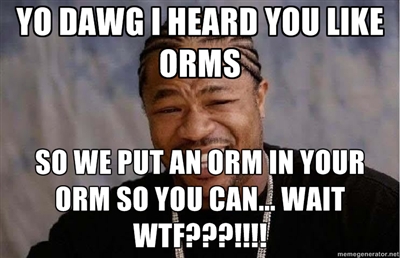 YO DAWG I HEARD YOU LIKE
ORMS
SO WE PUT AN ORM IN YOUR
ORM SO YOU CAN... WAIT
WTF???!!!!
memegenerator.net